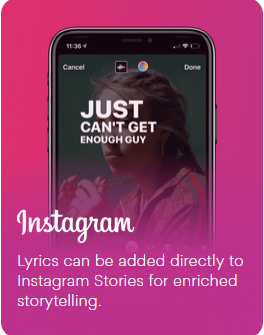 11:36
Cancel
Done
JUST
CAN'T GET
ENOUGH GUY
Instagram
Lyrics can be added directly to
Instagram Stories for enriched
storytelling.